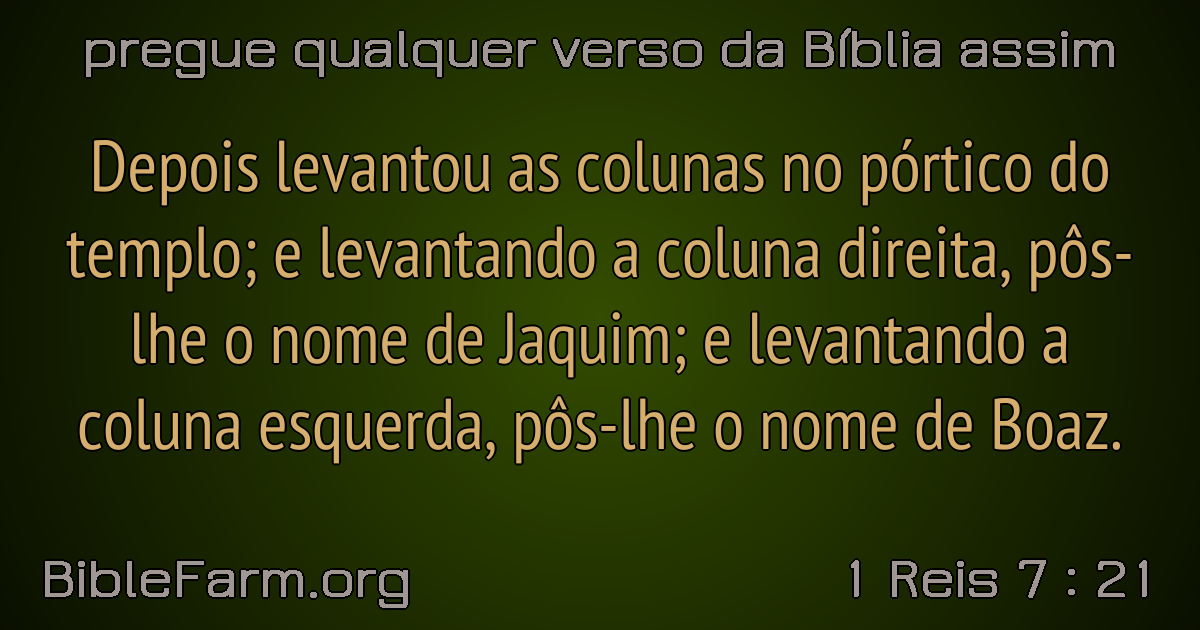 pregue qualquer verso da Bíblia assim
Depois levantou as colunas no pórtico do
templo; e levantando a coluna direita, pôs-
lhe o nome de Jaquim; e levantando a
coluna esquerda, pôs-lhe o nome de Boaz.
BibleFarm.org
1 Reis 7 : 21